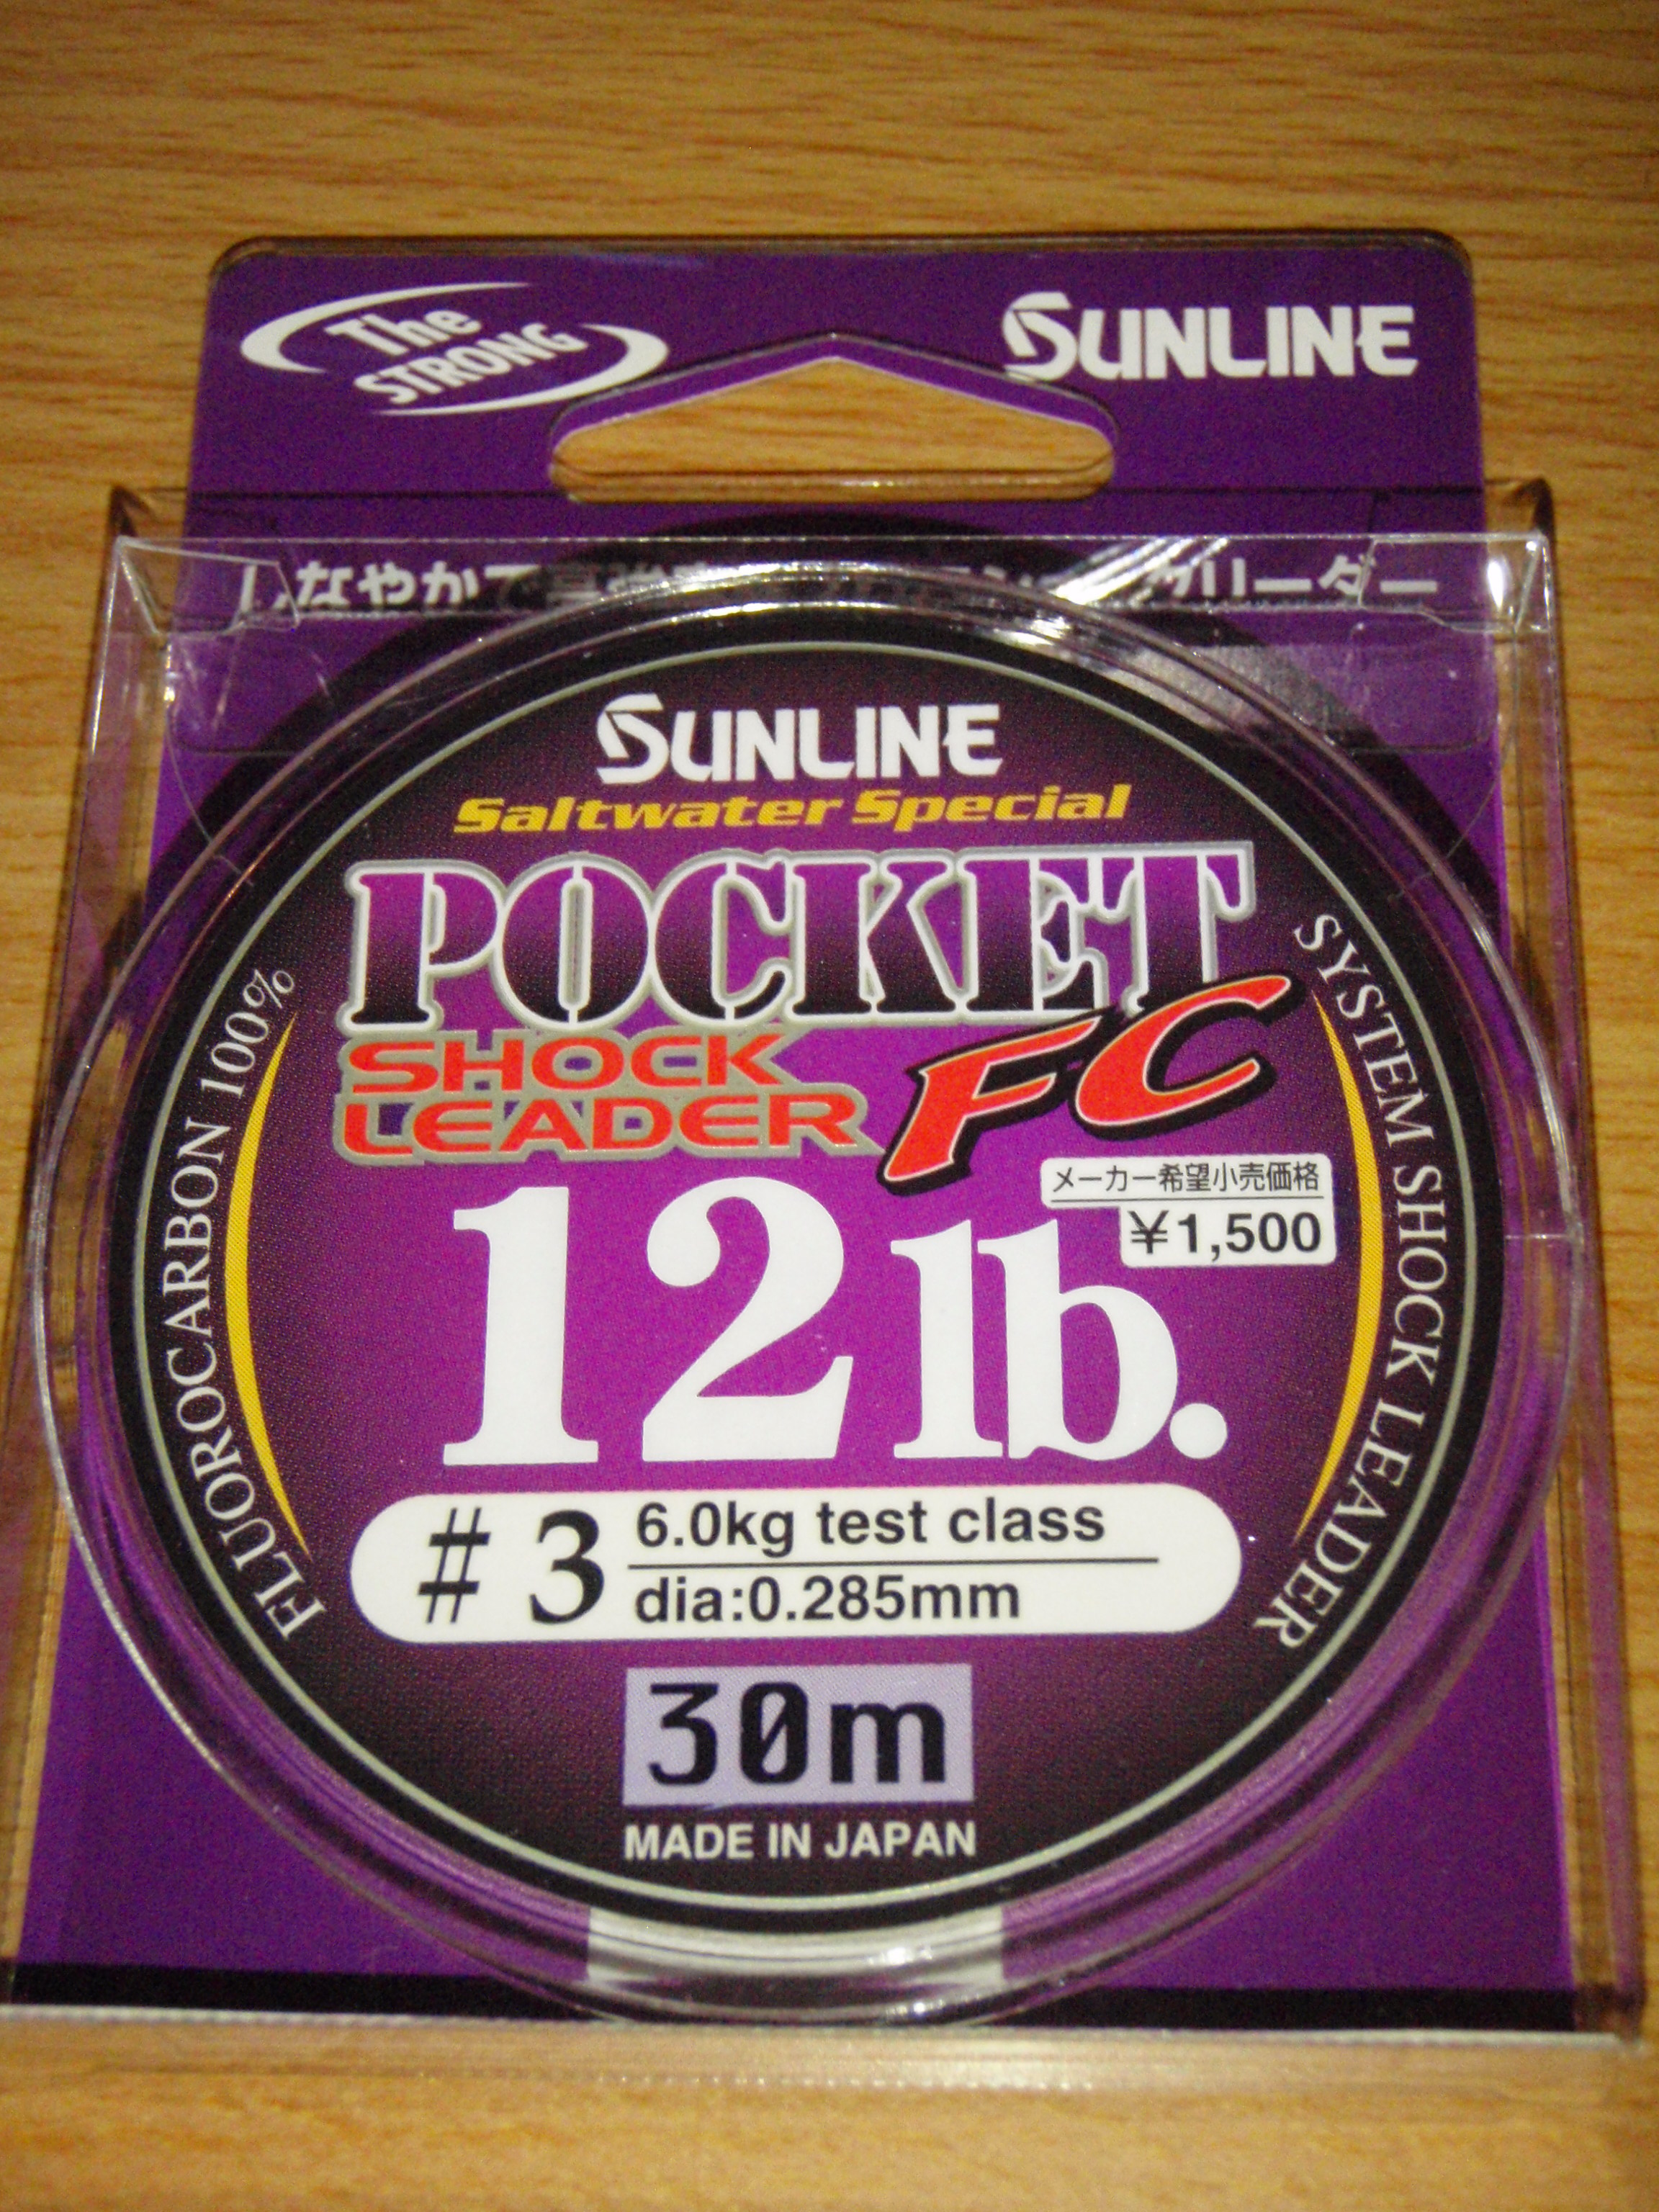 The
STRONG
SUNLINE
しなやかで
リーダー
SUNLINE
Saltwater Special
POCKET
SHOCK
LEADER
FC
FLUOROCARBON 100%
SYSTEM SHOCK LEADER
メーカー希望小売価格
¥1,500
12lb.
#3
6.0kg test class
dia:0.285mm
30m
MADE IN JAPAN